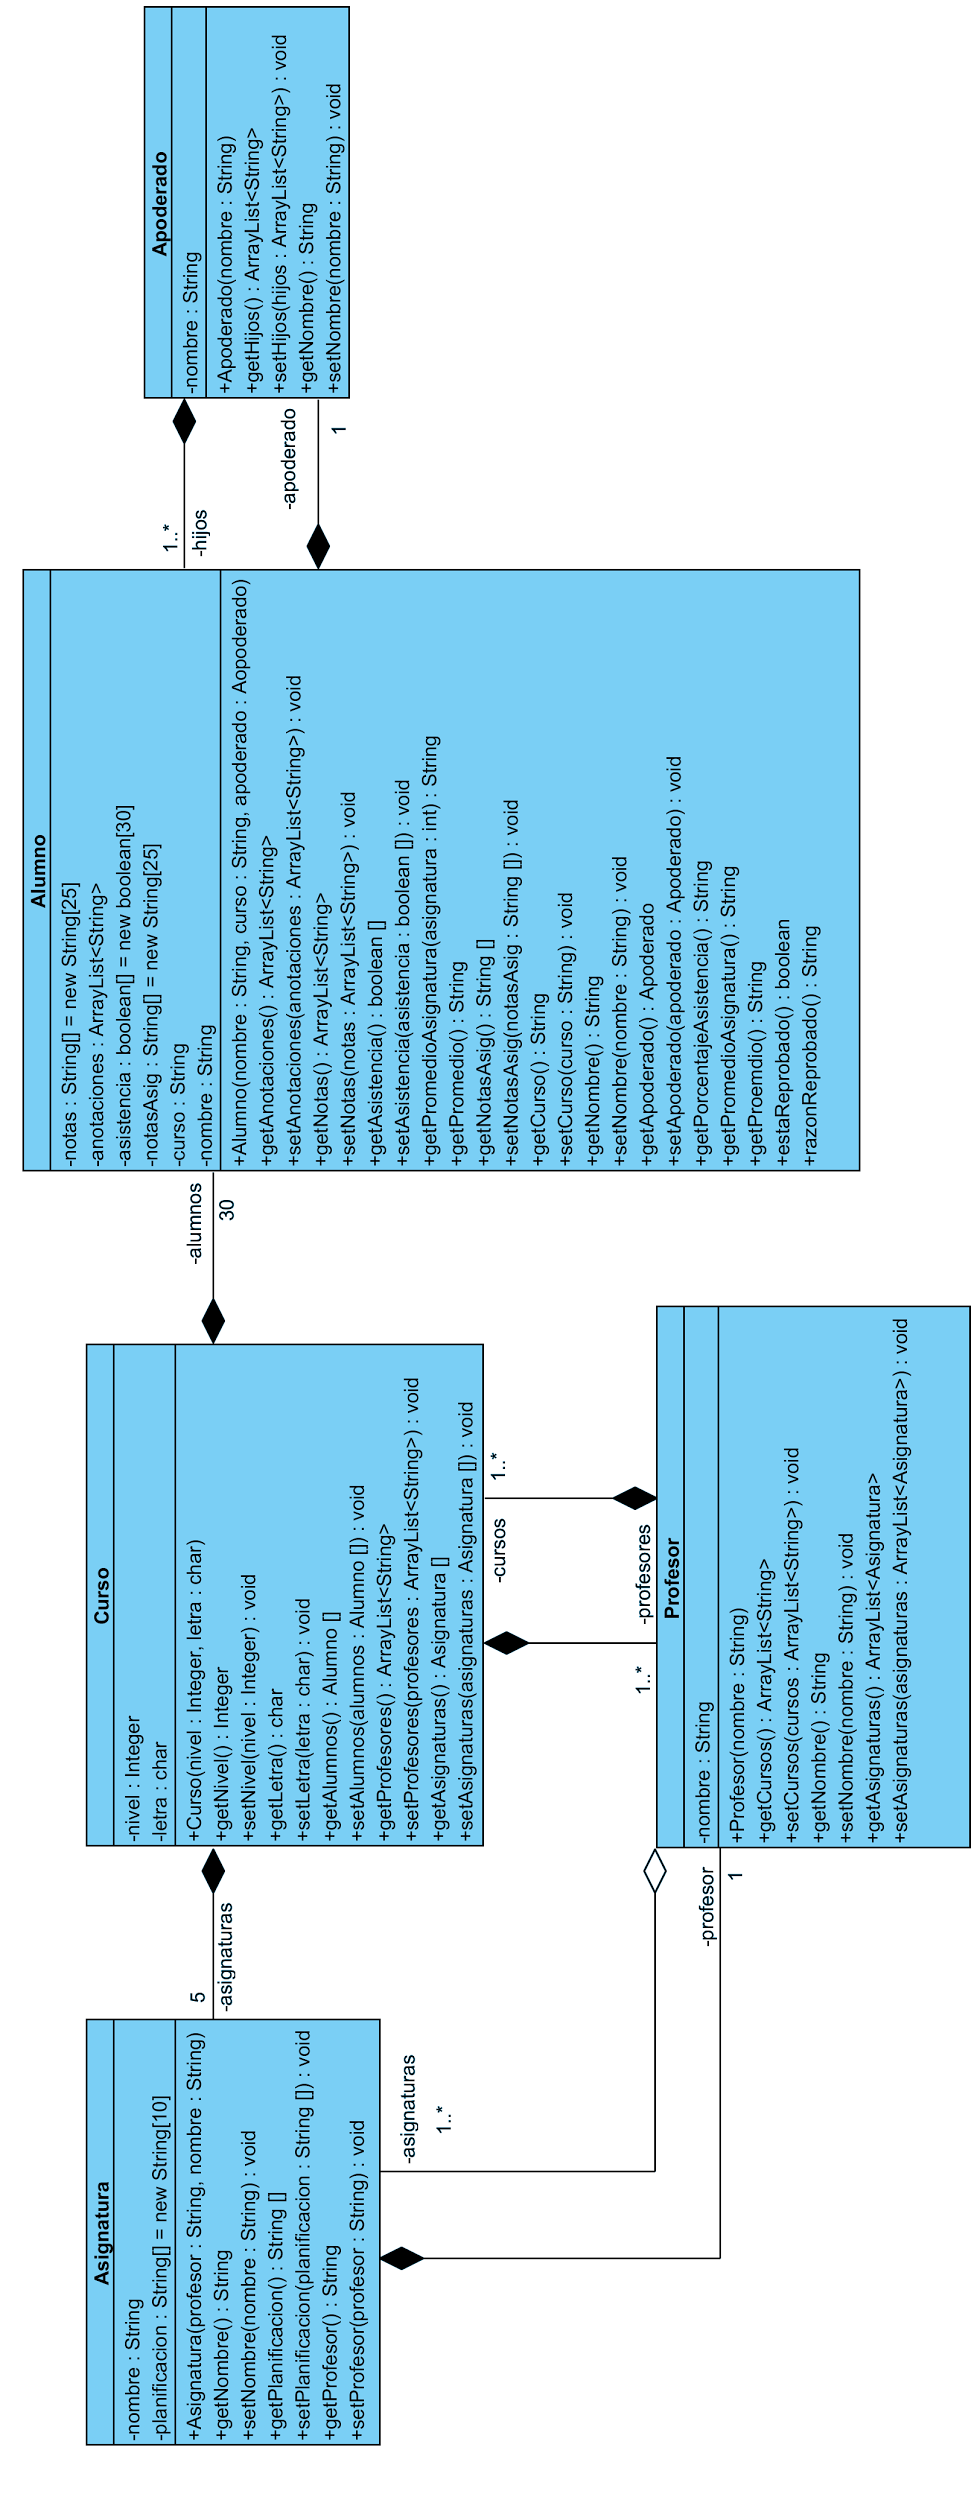 Asignatura
-nombre : String
-planificacion : String[] = new String[10]
+Asignatura(profesor : String, nombre : String)
+getNombre() : String
+setNombre(nombre : String) : void
+getPlanificacion() : String []
+setPlanificacion(planificacion : String []) : void
+getProfesor() : String
+setProfesor(profesor : String) : void
5
-asignaturas
-asignaturas
1..*
Curso
-nivel : Integer
-letra : char
+Curso(nivel : Integer, letra : char)
+getNivel() : Integer
+setNivel(nivel : Integer) : void
+getLetra() : char
+setLetra(letra : char) : void
+getAlumnos() : Alumno []
+setAlumnos(alumnos : Alumno []) : void
+getProfesores() : ArrayList<String>
+setProfesores(profesores : ArrayList<String>) : void
+getAsignaturas() : Asignatura []
+setAsignaturas(asignaturas : Asignatura []) : void
1..*
-cursos
-profesores
1..*
-profesor
1
Profesor
-nombre : String
+Profesor(nombre : String)
+getCursos() : ArrayList<String>
+setCursos(cursos : ArrayList<String>) : void
+getNombre() : String
+setNombre(nombre : String) : void
+getAsignaturas() : ArrayList<Asignatura>
+setAsignaturas(asignaturas : ArrayList<Asignatura>) : void
-alumnos
30
Alumno
-notas : String[] = new String[25]
-anotaciones : ArrayList<String>
-asistencia : boolean[] = new boolean[30]
-notasAsig : String[] = new String[25]
-curso : String
-nombre : String
+Alumno(nombre : String, curso : String, apoderado : Aopoderado)
+getAnotaciones() : ArrayList<String>
+setAnotaciones(anotaciones : ArrayList<String>) : void
+getNotas() : ArrayList<String>
+setNotas(notas : ArrayList<String>) : void
+getAsistencia() : boolean []
+setAsistencia(asistencia : boolean []) : void
+getPromedioAsignatura(asignatura : int) : String
+getPromedio() : String
+getNotasAsig() : String []
+setNotasAsig(notasAsig : String []) : void
+getCurso() : String
+setCurso(curso : String) : void
+getNombre() : String
+setNombre(nombre : String) : void
+getApoderado() : Apoderado
+setApoderado(apoderado : Apoderado) : void
+getPorcentajeAsistencia() : String
+getPromedioAsignatura() : String
+getProemdio() : String
+estaReprobado() : boolean
+razonReprobado() : String
1..*
-hijos
-apoderado
1
Apoderado
-nombre : String
+Apoderado(nombre : String)
+getHijos() : ArrayList<String>
+setHijos(hijos : ArrayList<String>) : void
+getNombre() : String
+setNombre(nombre : String) : void